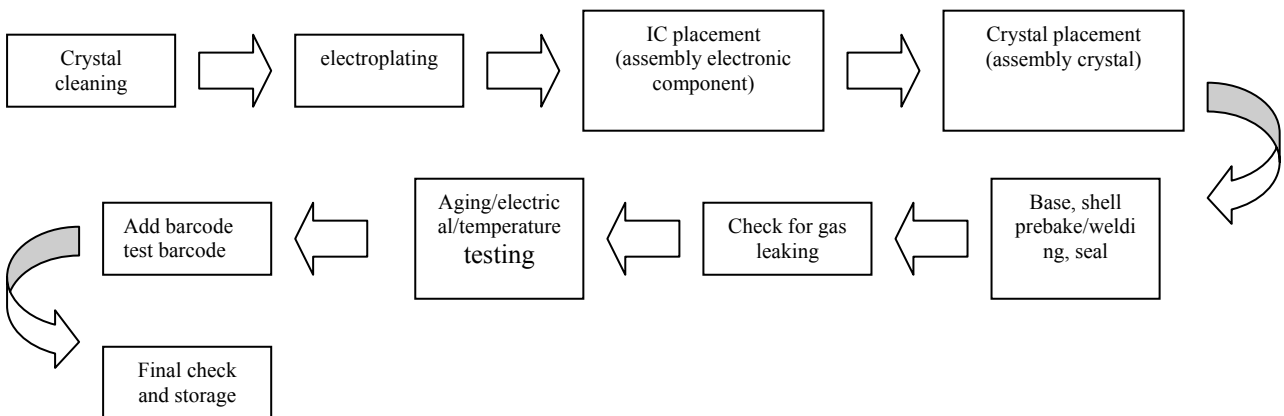 Crystal
cleaning
electroplating
IC placement
(assembly electronic
component)
Crystal placement
(assembly crystal)
Base, shell
prebake/weldi
ng, seal
Check for gas
leaking
Aging/electric
al/temperature
testing
Add barcode
test barcode
Final check
and storage